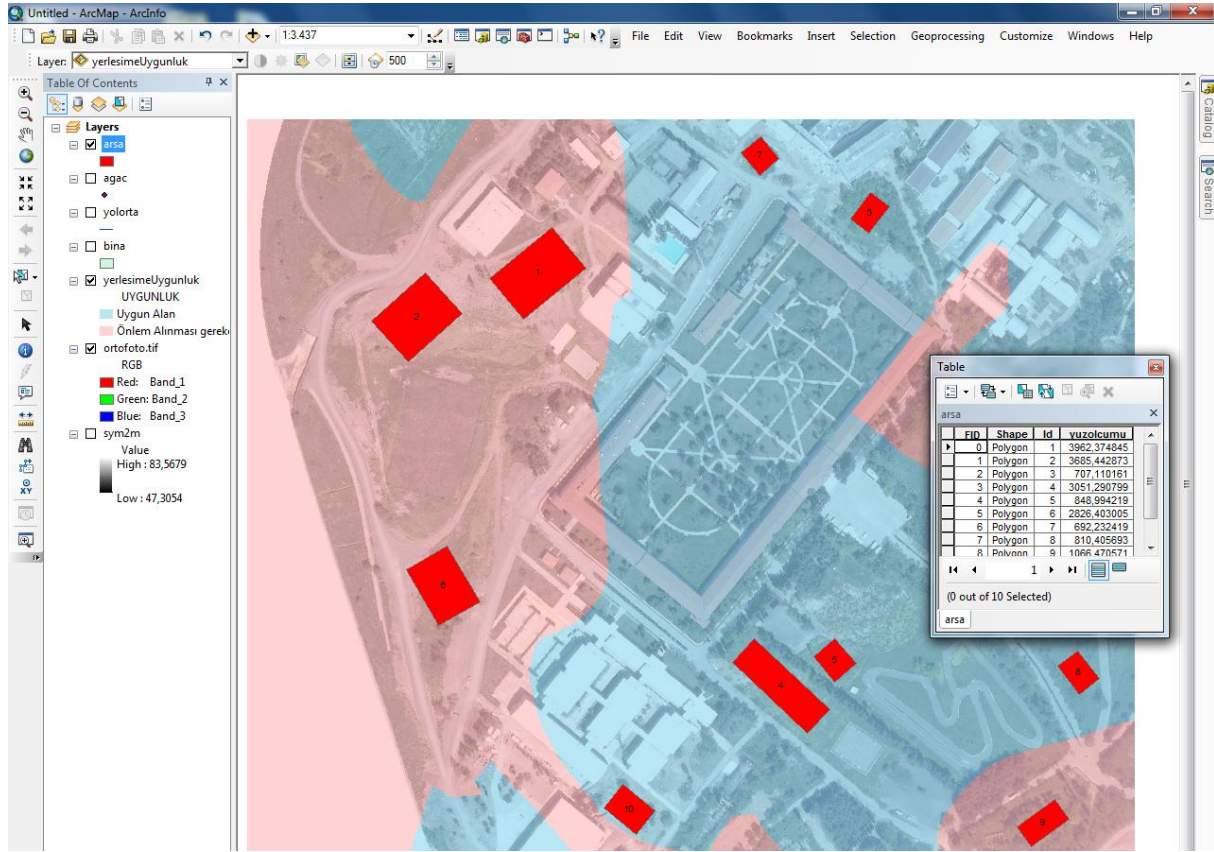 Untitled - ArcMap - ArcInfo
1:3.437
File Edit View Bookmarks Insert Selection Geoprocessing Customize Windows Help
Layer: yerlesimeUygunluk 500
Table Of Contents
Layers
arsa
agac
yolorta
bina
yerlesimeUygunluk
UYGUNLUK
Uygun Alan
Önlem Alınması gerek
ortofoto.tif
RGB
Red: Band_1
Green: Band_2
Blue: Band_3
sym2m
Value
High : 83,5679
Low : 47,3054
Catalog
Search
7
3
1
2
6
4
5
8
10
9
Table
arsa
FID Shape Id yuzolcumu
0 Polygon 1 3962,374845
1 Polygon 2 3685,442873
2 Polygon 3 707,110161
3 Polygon 4 3051,290799
4 Polygon 5 848,994219
5 Polygon 6 2826,403005
6 Polygon 7 692,232419
7 Polygon 8 810,405693
8 Polygon 9 1066,470571
1
(0 out of 10 Selected)
arsa